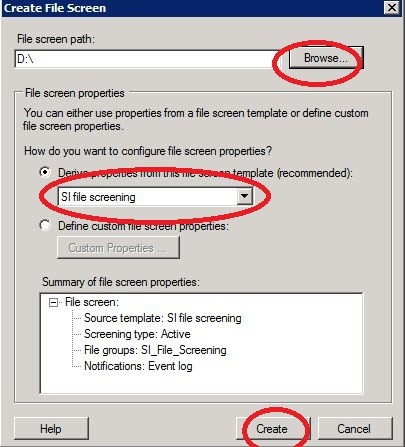 Create File Screen
File screen path:
D:\
Browse...
File screen properties
You can either use properties from a file screen template or define custom
file screen properties.
How do you want to configure file screen properties?
Derive properties from this file screen template (recommended):
SI file screening
Define custom file screen properties:
Custom Properties ...
Summary of file screen properties:
File screen:
Source template: SI file screening
Screening type: Active
File groups: SI_File_Screening
Notifications: Event log
Help
Create
Cancel